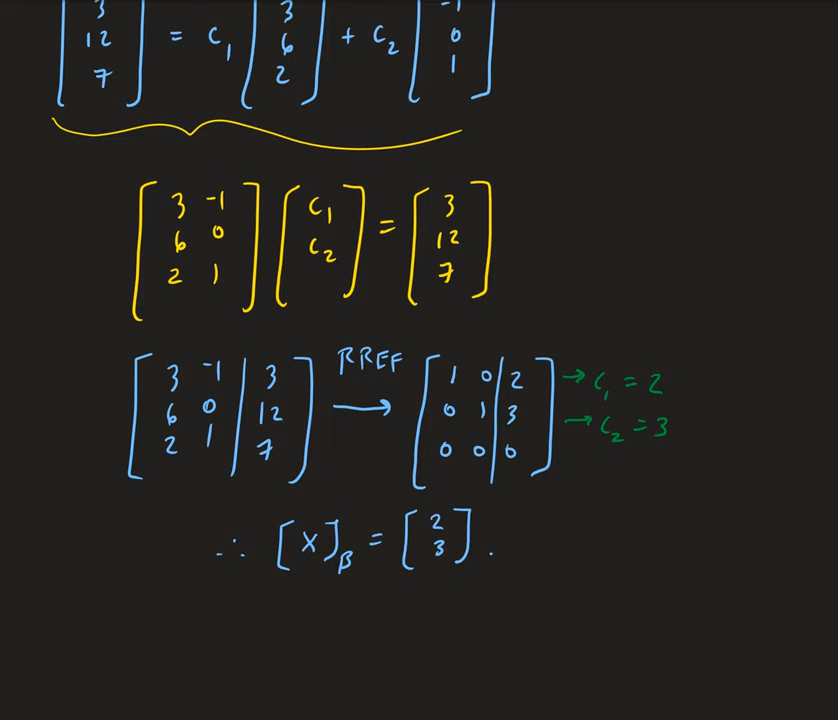 [3 12 7] = c₁ [3 6 2] + c₂ [-1 0 1]
[3 -1; 6 0; 2 1] [c₁ c₂] = [3 12 7]
[3 -1 | 3; 6 0 | 12; 2 1 | 7] RREF → [1 0 | 2; 0 1 | 3; 0 0 | 0]
→ c₁ = 2
→ c₂ = 3
∴ [x]β = [2 3].